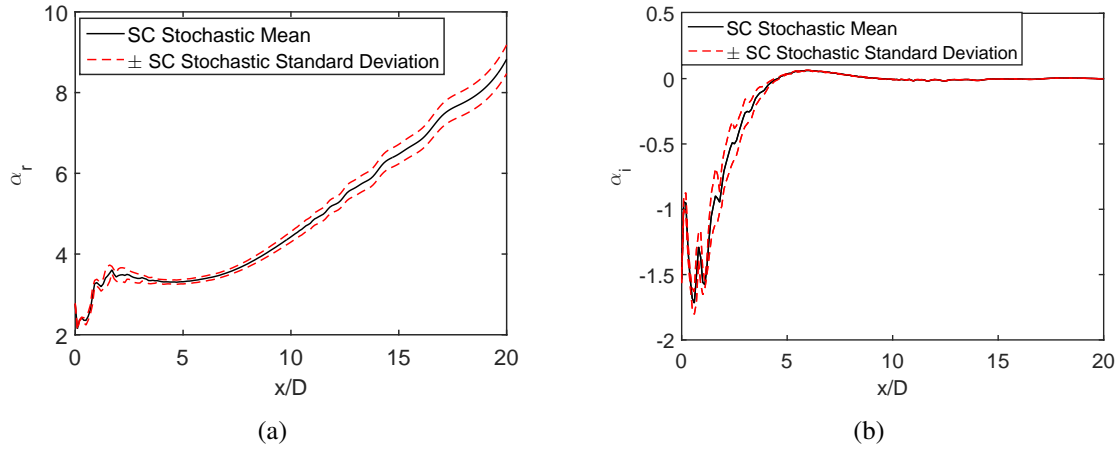 10
8
6
4
2
α_r
SC Stochastic Mean
± SC Stochastic Standard Deviation
0 5 10 15 20
x/D
(a)
0.5
0
-0.5
-1
-1.5
-2
α_i
SC Stochastic Mean
± SC Stochastic Standard Deviation
0 5 10 15 20
x/D
(b)